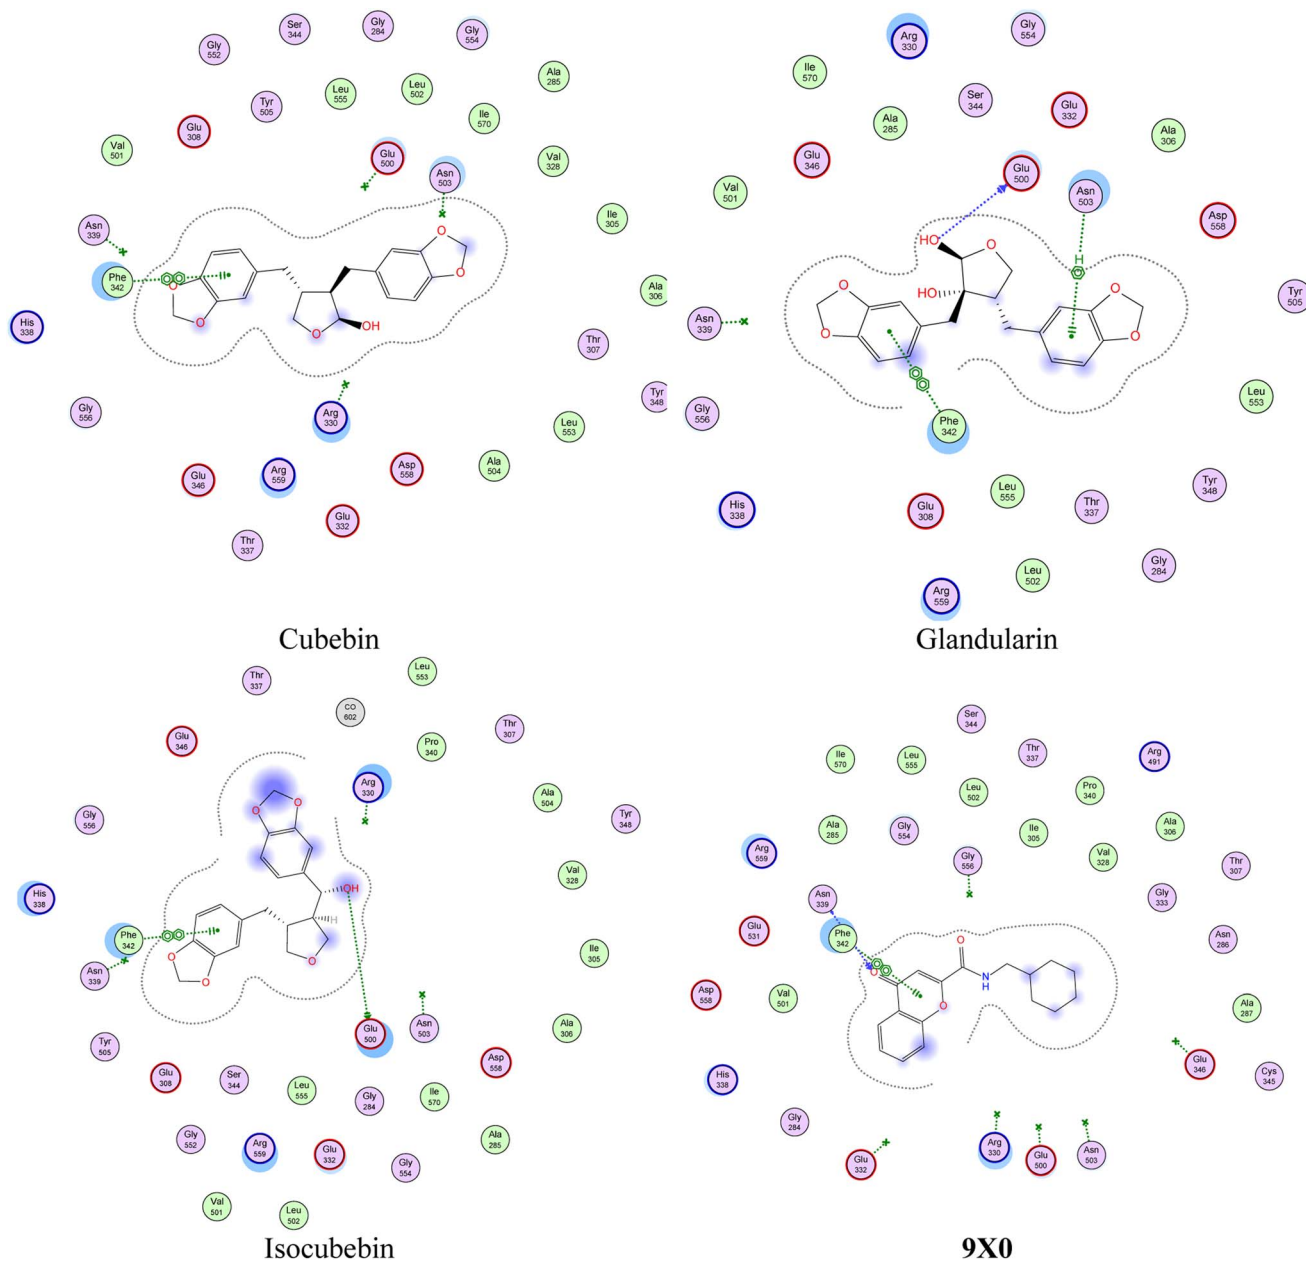 Ser 344
Gly 284
Gly 554
Gly 552
Ala 285
Leu 555
Leu 502
Tyr 505
Ile 570
Glu 308
Val 501
Glu 500
Val 328
Asn 503
Ile 305
Asn 339
Phe 342
O
O
O
O
O
OH
Ala 306
His 338
Thr 307
Tyr 348
Gly 556
Arg 330
Leu 553
Ala 504
Asp 558
Arg 559
Glu 346
Glu 332
Thr 337
Cubebin
Arg 330
Gly 554
Ile 570
Ser 344
Glu 332
Ala 285
Ala 306
Glu 346
Glu 500
Val 501
Asn 503
Asp 558
HO
O
H
HO
O
O
O
O
Tyr 505
Asn 339
Gly 556
Leu 553
Phe 342
Tyr 348
Leu 555
Thr 337
His 338
Glu 308
Gly 284
Leu 502
Arg 559
Glandularin
Leu 553
Thr 337
CO 602
Thr 307
Glu 346
Pro 340
Arg 330
Ala 504
Tyr 348
Gly 556
O
O
Val 328
His 338
OH
H
Phe 342
Ile 305
Asn 339
O
O
O
Asn 503
Ala 306
Glu 500
Tyr 505
Asp 558
Glu 308
Ser 344
Leu 555
Gly 284
Ile 570
Gly 552
Arg 559
Glu 332
Ala 285
Gly 554
Val 501
Leu 502
Isocubebin
Ser 344
Ile 570
Leu 555
Thr 337
Arg 491
Leu 502
Pro 340
Ala 285
Gly 554
Ile 305
Ala 306
Arg 559
Gly 556
Val 328
Thr 307
Asn 339
Gly 333
Glu 531
Phe 342
Asn 286
O
O
N
H
O
Asp 558
Val 501
Ala 287
His 338
Glu 346
Cys 345
Gly 284
Arg 330
Glu 500
Asn 503
Glu 332
9X0